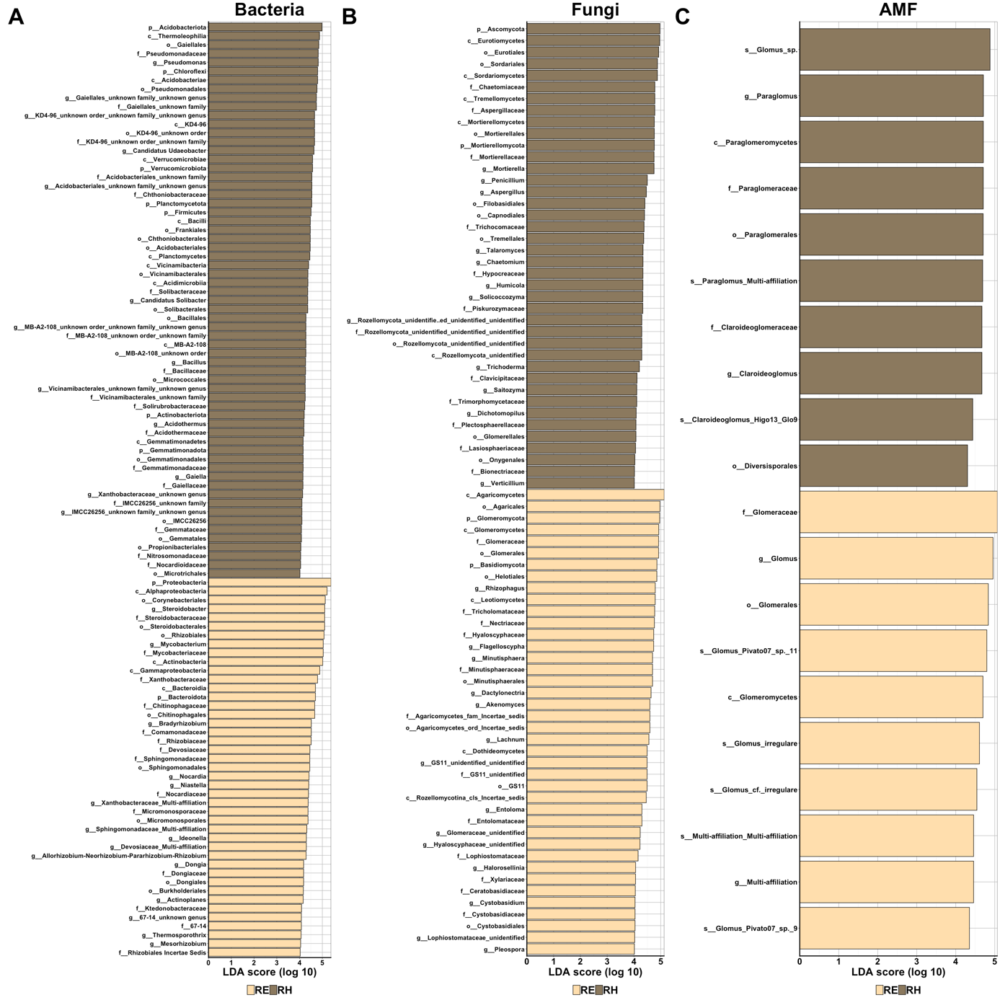 A
Bacteria
p__Acidobacteriota
c__Thermoleophilia
o__Gaiellales
f__Pseudomonadaceae
g__Pseudomonas
p__Chloroflexi
c__Acidobacteriae
o__Pseudomonadales
g__Gaiellales_unknown family_unknown genus
f__Gaiellales_unknown family
g__KD4-96_unknown order_unknown family_unknown genus
c__KD4-96
o__KD4-96_unknown order
f__KD4-96_unknown order_unknown family
g__Candidatus Udaeobacter
c__Verrucomicrobiae
p__Verrucomicrobiota
f__Acidobacteriales_unknown family
g__Acidobacteriales_unknown family_unknown genus
f__Chthoniobacteraceae
p__Planctomycetota
p__Firmicutes
c__Bacilli
o__Frankiales
o__Chthoniobacterales
o__Acidobacteriales
c__Planctomycetes
c__Vicinamibacteria
o__Vicinamibacterales
c__Acidimicrobiia
f__Solibacteraceae
g__Candidatus Solibacter
o__Solibacterales
o__Bacillales
g__MB-A2-108_unknown order_unknown family_unknown genus
f__MB-A2-108_unknown order_unknown family
c__MB-A2-108
o__MB-A2-108_unknown order
g__Bacillus
f__Bacillaceae
o__Micrococcales
g__Vicinamibacterales_unknown family_unknown genus
f__Vicinamibacterales_unknown family
f__Solirubrobacteraceae
p__Actinobacteriota
g__Acidothermus
f__Acidothermaceae
c__Gemmatimonadetes
p__Gemmatimonadota
o__Gemmatimonadales
f__Gemmatimonadaceae
g__Gaiella
f__Gaiellaceae
g__Xanthobacteraceae_unknown genus
f__IMCC26256_unknown family
g__IMCC26256_unknown family_unknown genus
o__IMCC26256
f__Gemmataceae
o__Gemmatales
o__Propionibacteriales
f__Nitrosomonadaceae
f__Nocardioidaceae
o__Microtrichales
p__Proteobacteria
c__Alphaproteobacteria
o__Corynebacteriales
g__Steroidobacter
f__Steroidobacteraceae
o__Steroidobacterales
o__Rhizobiales
g__Mycobacterium
f__Mycobacteriaceae
c__Actinobacteria
c__Gammaproteobacteria
f__Xanthobacteraceae
c__Bacteroidia
p__Bacteroidota
f__Chitinophagaceae
o__Chitinophagales
g__Bradyrhizobium
f__Comamonadaceae
f__Rhizobiaceae
f__Devosiaceae
f__Sphingomonadaceae
o__Sphingomonadales
g__Nocardia
g__Niastella
f__Nocardiaceae
g__Xanthobacteraceae_Multi-affiliation
f__Micromonosporaceae
o__Micromonosporales
g__Sphingomonadaceae_Multi-affiliation
g__Ideonella
g__Devosiaceae_Multi-affiliation
g__Allorhizobium-Neorhizobium-Pararhizobium-Rhizobium
g__Dongia
f__Dongiaceae
o__Dongiales
o__Burkholderiales
g__Actinoplanes
f__Ktedonobacteraceae
g__67-14_unknown genus
f__67-14
g__Thermosporothrix
g__Mesorhizobium
f__Rhizobiales Incertae Sedis
0 1 2 3 4 5
LDA score (log 10)
RE RH
B
Fungi
p__Ascomycota
c__Eurotiomycetes
o__Eurotiales
o__Sordariales
c__Sordariomycetes
f__Chaetomiaceae
c__Tremellomycetes
f__Aspergillaceae
c__Mortierellomycetes
o__Mortierellales
p__Mortierellomycota
f__Mortierellaceae
g__Mortierella
g__Penicillium
g__Aspergillus
o__Filobasidiales
o__Capnodiales
f__Trichocomaceae
o__Tremellales
g__Talaromyces
g__Chaetomium
f__Hypocreaceae
g__Humicola
g__Solicoccozyma
f__Piskurozymaceae
g__Rozellomycota_unidentifie..ed_unidentified_unidentified
f__Rozellomycota_unidentified_unidentified_unidentified
o__Rozellomycota_unidentified_unidentified
c__Rozellomycota_unidentified
g__Trichoderma
f__Clavicipitaceae
g__Saitozyma
f__Trimorphomycetaceae
g__Dichotomopilus
f__Plectosphaerellaceae
o__Glomerellales
f__Lasiosphaeriaceae
o__Onygenales
f__Bionectriaceae
g__Verticillium
c__Agaricomycetes
o__Agaricales
p__Glomeromycota
c__Glomeromycetes
f__Glomeraceae
o__Glomerales
p__Basidiomycota
o__Helotiales
g__Rhizophagus
c__Leotiomycetes
f__Tricholomataceae
f__Nectriaceae
f__Hyaloscyphaceae
g__Flagelloscypha
g__Minutisphaera
f__Minutisphaeraceae
o__Minutisphaerales
g__Dactylonectria
g__Akenomyces
f__Agaricomycetes_fam_Incertae_sedis
o__Agaricomycetes_ord_Incertae_sedis
g__Lachnum
c__Dothideomycetes
g__GS11_unidentified_unidentified
f__GS11_unidentified
o__GS11
c__Rozellomycotina_cls_Incertae_sedis
g__Entoloma
f__Entolomataceae
g__Glomeraceae_unidentified
g__Hyaloscyphaceae_unidentified
f__Lophiostomataceae
g__Halorosellinia
f__Xylariaceae
f__Ceratobasidiaceae
g__Cystobasidium
f__Cystobasidiaceae
o__Cystobasidiales
g__Lophiostomataceae_unidentified
g__Pleospora
0 1 2 3 4 5
LDA score (log 10)
RE RH
C
AMF
s__Glomus_sp.
g__Paraglomus
c__Paraglomeromycetes
f__Paraglomeraceae
o__Paraglomerales
s__Paraglomus_Multi-affiliation
f__Claroideoglomeraceae
g__Claroideoglomus
s__Claroideoglomus_Higo13_Glo9
o__Diversisporales
f__Glomeraceae
g__Glomus
o__Glomerales
s__Glomus_Pivato07_sp._11
c__Glomeromycetes
s__Glomus_irregulare
s__Glomus_cf._irregulare
s__Multi-affiliation_Multi-affiliation
g__Multi-affiliation
s__Glomus_Pivato07_sp._9
0 1 2 3 4 5
LDA score (log 10)
RE RH